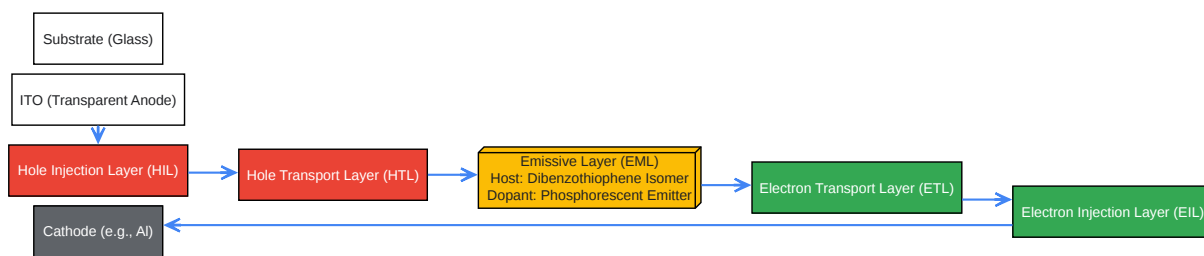 Substrate (Glass)
ITO (Transparent Anode)
Hole Injection Layer (HIL)
Hole Transport Layer (HTL)
Emissive Layer (EML)
Host: Dibenzothiophene Isomer
Dopant: Phosphorescent Emitter
Electron Transport Layer (ETL)
Electron Injection Layer (EIL)
Cathode (e.g., Al)